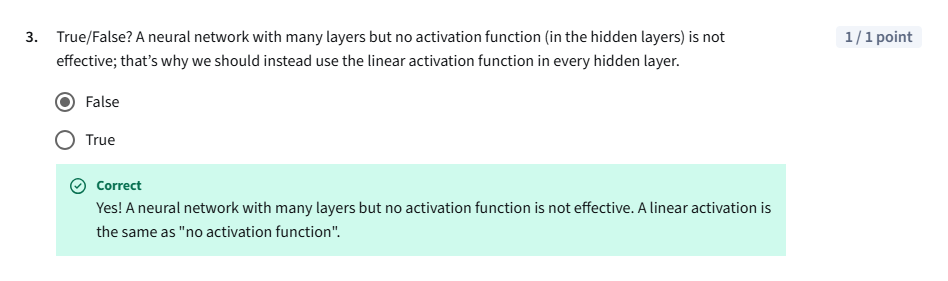 3. True/False? A neural network with many layers but no activation function (in the hidden layers) is not 1 / 1 point
effective; that’s why we should instead use the linear activation function in every hidden layer.
False
True
Correct
Yes! A neural network with many layers but no activation function is not effective. A linear activation is
the same as "no activation function".